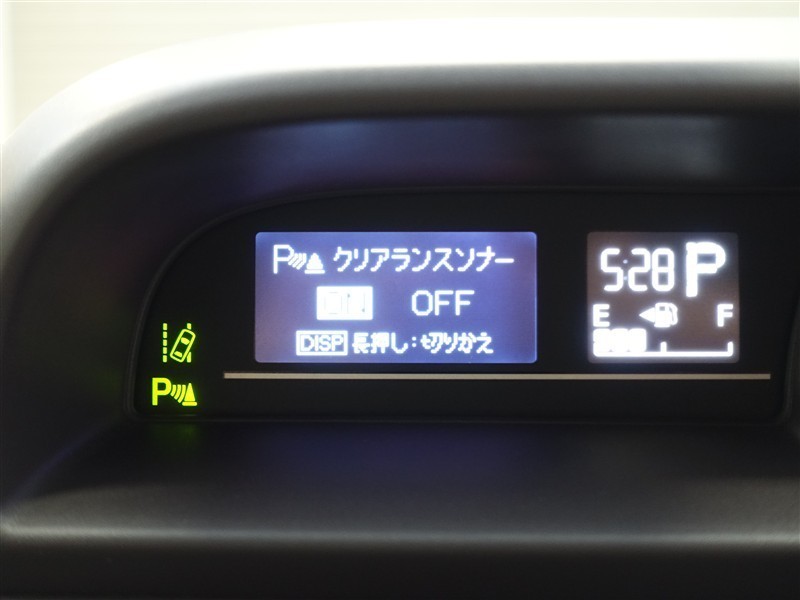 P クリアランスソナー
ON OFF
DISP 長押し:切りかえ
5:28 P
E F
P